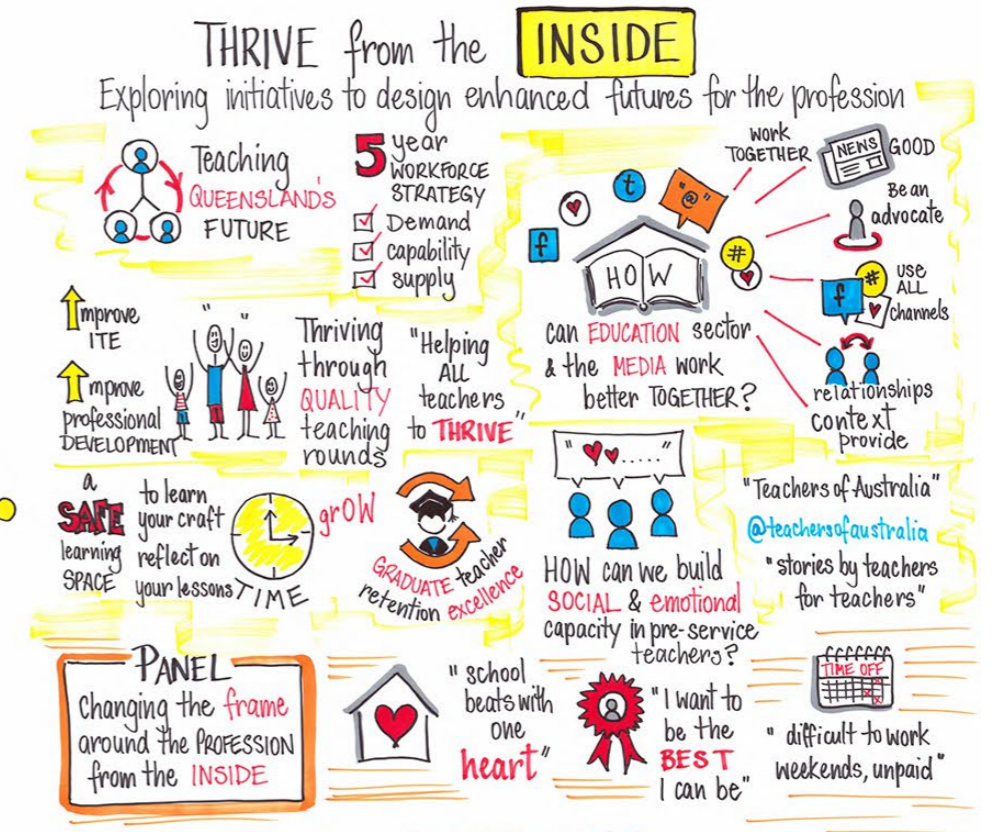 THRIVE from the INSIDE
Exploring initiatives to design enhanced futures for the profession
Teaching
QUEENSLAND'S
FUTURE
5 year
WORKFORCE
STRATEGY
Demand
capability
supply
Improve
ITE
Improve
professional
DEVELOPMENT
Thriving
through
QUALITY
teaching
rounds
"Helping
ALL
teachers
to THRIVE"
f
t
"@"
#
HOW
can EDUCATION sector
& the MEDIA work
better TOGETHER?
work
TOGETHER
NEWS
GOOD
Be an
advocate
f
#
USE
ALL
channels
relationships
context
provide
a
SAFE
learning
SPACE
to learn
your craft
reflect on
your lessons
TIME
grOW
GRADUATE teacher
retention excellence
" ..... "
HOW can we build
SOCIAL & emotional
capacity in pre-service
teachers?
"Teachers of Australia"
@teachersofaustralia
"stories by teachers
for teachers"
PANEL
Changing the frame
around the PROFESSION
from the INSIDE
"school
beats with
one
heart"
"I want to
be the
BEST
I can be"
TIME OFF
"difficult to work
weekends, unpaid"